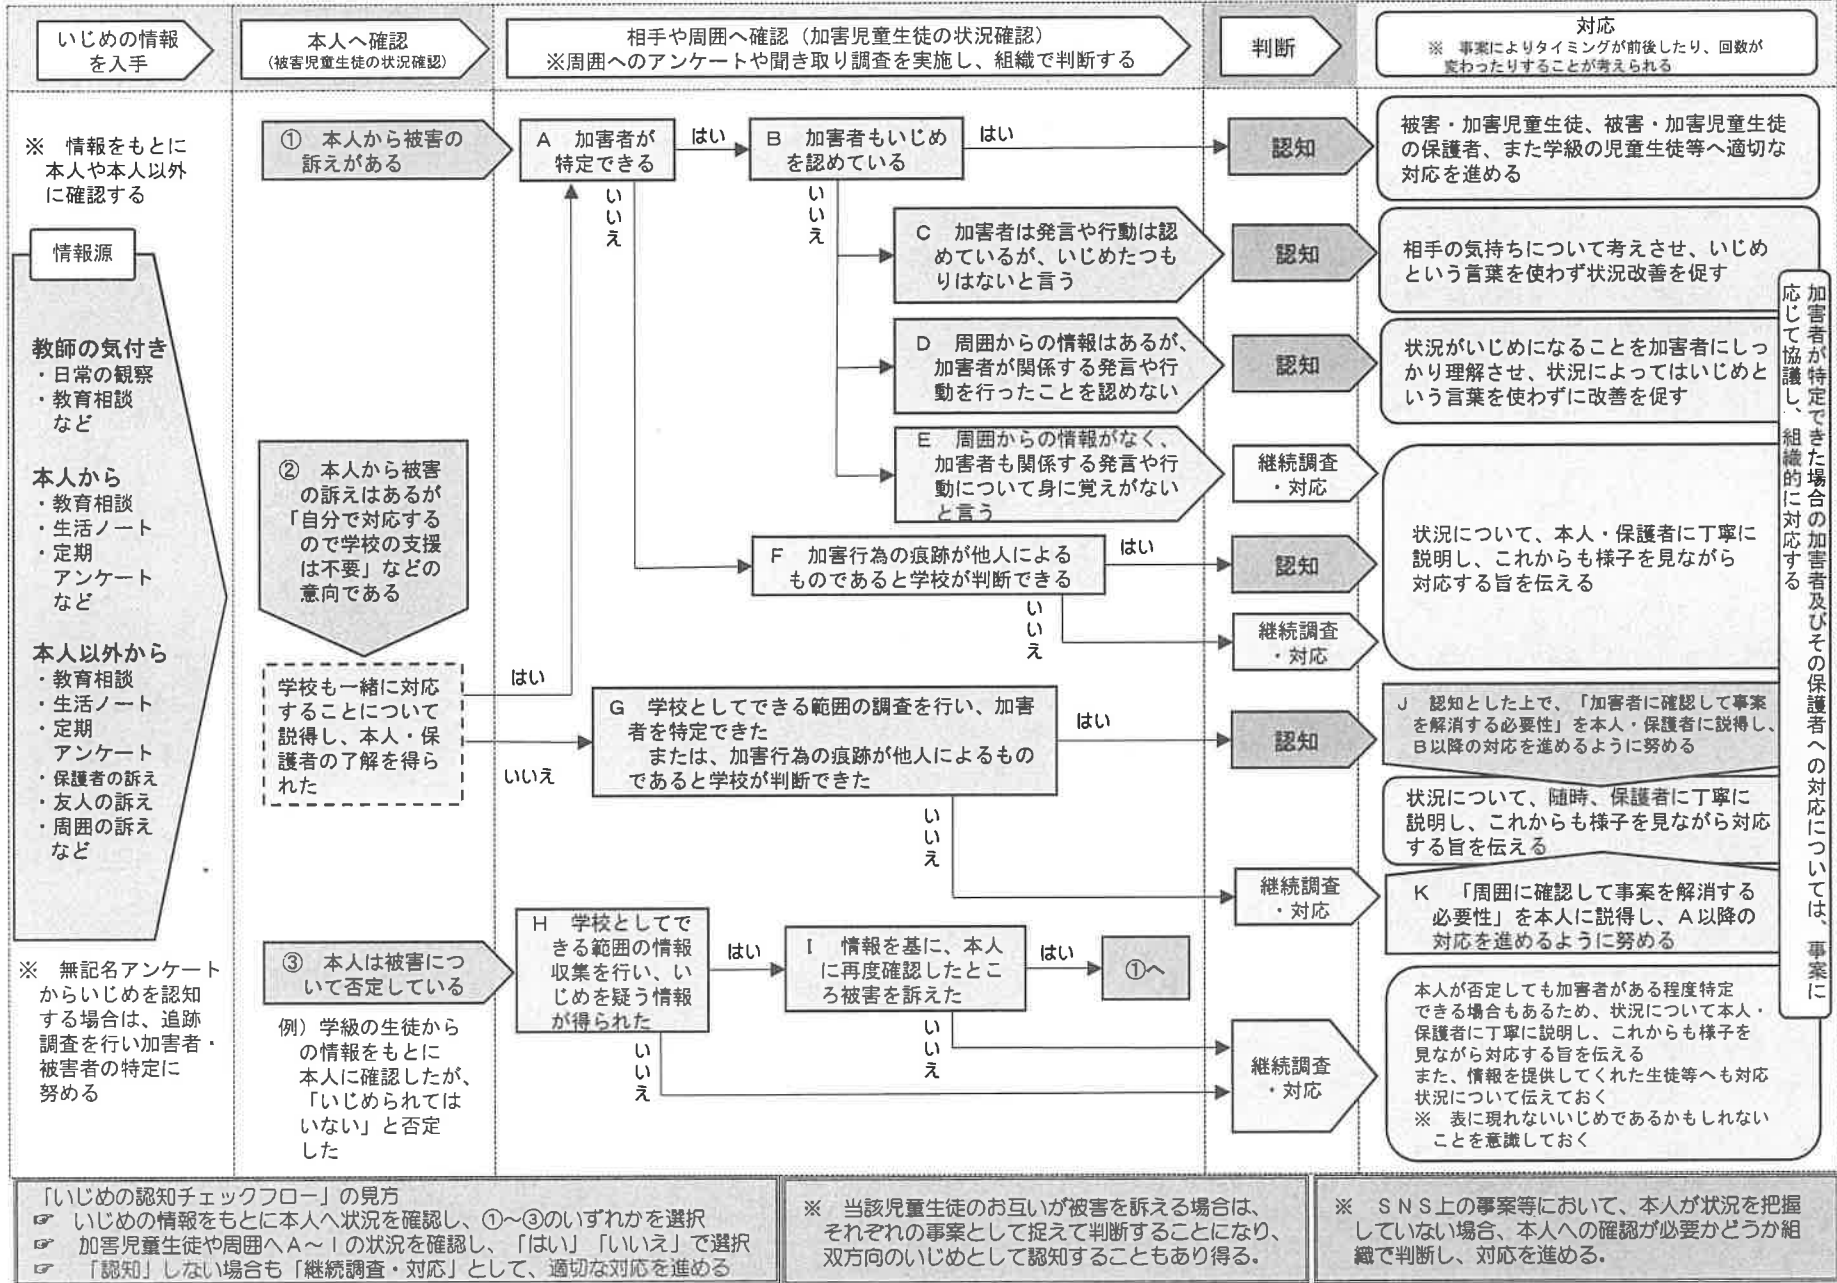 いじめの情報
を入手
本人へ確認
(被害児童生徒の状況確認)
相手や周囲へ確認(加害児童生徒の状況確認)
※周囲へのアンケートや聞き取り調査を実施し、組織で判断する
判断
対応
※ 事案によりタイミングが前後したり、回数が
変わったりすることが考えられる
※ 情報をもとに
本人や本人以外
に確認する
情報源
教師の気付き
・日常の観察
・教育相談
など
本人から
・教育相談
・生活ノート
・定期
アンケート
など
本人以外から
・教育相談
・生活ノート
・定期
アンケート
・保護者の訴え
・友人の訴え
・周囲の訴え
など
※ 無記名アンケート
からいじめを認知
する場合は、追跡
調査を行い加害者・
被害者の特定に
努める
① 本人から被害の
訴えがある
② 本人から被害
の訴えはあるが
「自分で対応する
ので学校の支援
は不要」などの
意向である
学校も一緒に対応
することについて
説得し、本人・保
護者の了解を得ら
れた
はい
いいえ
③ 本人は被害につ
いて否定している
例)学級の生徒から
の情報をもとに
本人に確認したが、
「いじめられては
いない」と否定
した
A 加害者が
特定できる
はい
いいえ
B 加害者もいじめ
を認めている
はい
いいえ
C 加害者は発言や行動は認
めているが、いじめたつも
りはないと言う
D 周囲からの情報はあるが、
加害者が関係する発言や行
動を行ったことを認めない
E 周囲からの情報がなく、
加害者も関係する発言や行
動について身に覚えがない
と言う
F 加害行為の痕跡が他人による
ものであると学校が判断できる
はい
いいえ
G 学校としてできる範囲の調査を行い、加害
者を特定できた
または、加害行為の痕跡が他人によるもの
であると学校が判断できた
はい
いいえ
H 学校としてで
きる範囲の情報
収集を行い、い
じめを疑う情報
が得られた
はい
いいえ
I 情報を基に、本人
に再度確認したとこ
ろ被害を訴えた
はい
いいえ
①へ
認知
認知
認知
継続調査
・対応
認知
継続調査
・対応
認知
継続調査
・対応
継続調査
・対応
被害・加害児童生徒、被害・加害児童生徒
の保護者、また学級の児童生徒等へ適切な
対応を進める
相手の気持ちについて考えさせ、いじめ
という言葉を使わず状況改善を促す
状況がいじめになることを加害者にしっ
かり理解させ、状況によってはいじめと
いう言葉を使わずに改善を促す
状況について、本人・保護者に丁寧に
説明し、これからも様子を見ながら
対応する旨を伝える
J 認知とした上で、「加害者に確認して事案
を解消する必要性」を本人・保護者に説得し、
B以降の対応を進めるように努める
状況について、随時、保護者に丁寧に
説明し、これからも様子を見ながら対応
する旨を伝える
K 「周囲に確認して事案を解消する
必要性」を本人に説得し、A以降の
対応を進めるように努める
本人が否定しても加害者がある程度特定
できる場合もあるため、状況について本人・
保護者に丁寧に説明し、これからも様子を
見ながら対応する旨を伝える
また、情報を提供してくれた生徒等へも対応
状況について伝えておく
※ 表に現れないいじめであるかもしれない
ことを意識しておく
加害者が特定できた場合の加害者及びその保護者への対応については、事案に
応じて協議し、組織的に対応する
「いじめの認知チェックフロー」の見方
☞ いじめの情報をもとに本人へ状況を確認し、①~③のいずれかを選択
☞ 加害児童生徒や周囲へA~Iの状況を確認し、「はい」「いいえ」で選択
☞ 「認知」しない場合も「継続調査・対応」として、適切な対応を進める
※ 当該児童生徒のお互いが被害を訴える場合は、
それぞれの事案として捉えて判断することになり、
双方向のいじめとして認知することもあり得る。
※ SNS上の事案等において、本人が状況を把握
していない場合、本人への確認が必要かどうか組
織で判断し、対応を進める。